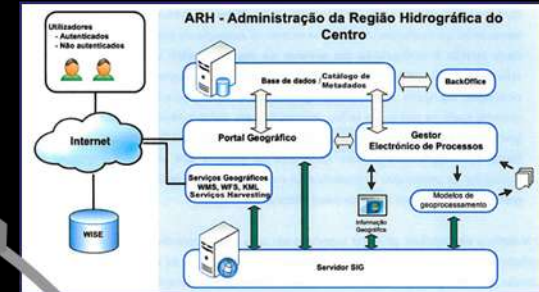 Utilizadores
- Autenticados
- Não autenticados
ARH - Administração da Região Hidrográfica do
Centro
Base de dados / Catálogo de
Metadados
BackOffice
Internet
Portal Geográfico
Gestor
Electrónico de Processos
Serviços Geográficos
WMS, WFS, KML
Serviços Harvesting
Informação
Geográfica
Modelos de
geoprocessamento
WISE
Servidor SIG